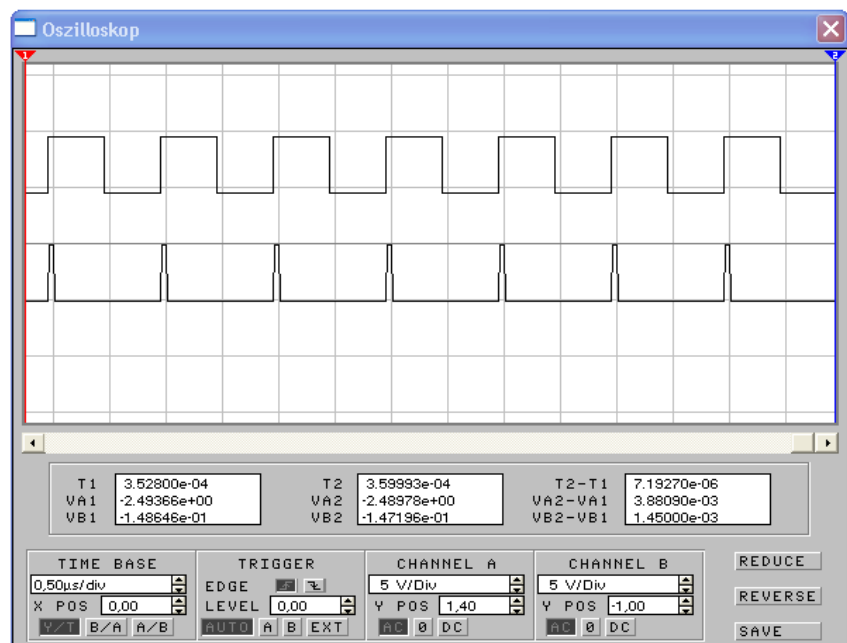 Oszilloskop
1 2
T1 3.52800e-04 T2 3.59993e-04 T2-T1 7.19270e-06
VA1 -2.49366e+00 VA2 -2.48978e+00 VA2-VA1 3.88090e-03
VB1 -1.48646e-01 VB2 -1.47196e-01 VB2-VB1 1.45000e-03
TIME BASE TRIGGER CHANNEL A CHANNEL B REDUCE
0,50µs/div EDGE 5 V/Div 5 V/Div
X POS 0,00 LEVEL 0,00 Y POS 1,40 Y POS -1,00 REVERSE
Y/T B/A A/B AUTO A B EXT AC 0 DC AC 0 DC SAVE